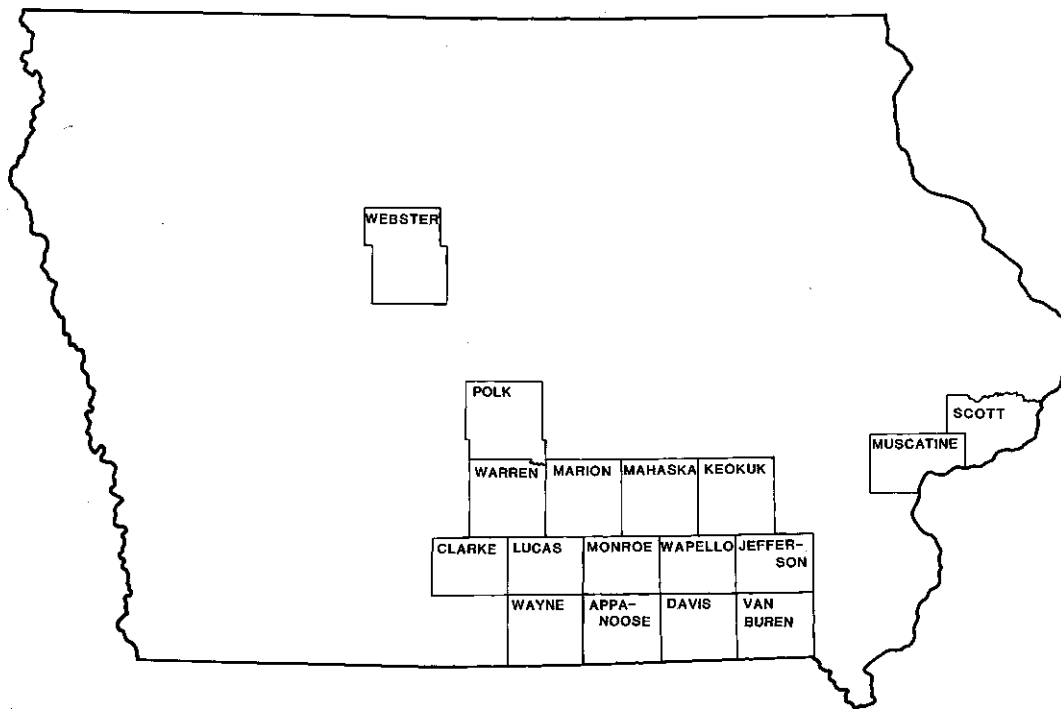 WEBSTER
POLK
SCOTT
MUSCATINE
WARREN
MARION
MAHASKA
KEOKUK
CLARKE
LUCAS
MONROE
WAPELLO
JEFFER-
SON
WAYNE
APPA-
NOOSE
DAVIS
VAN
BUREN